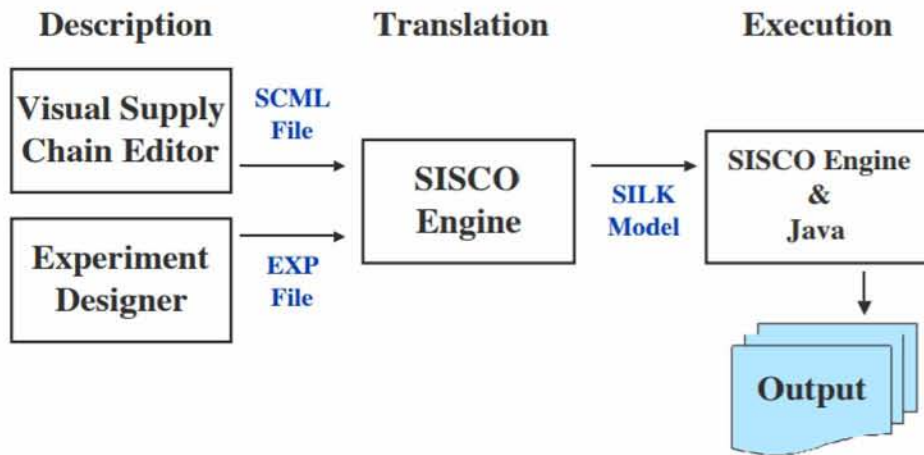 Description
Translation
Execution
Visual Supply
Chain Editor
SCML
File
Experiment
Designer
EXP
File
SISCO
Engine
SILK
Model
SISCO Engine
&
Java
Output